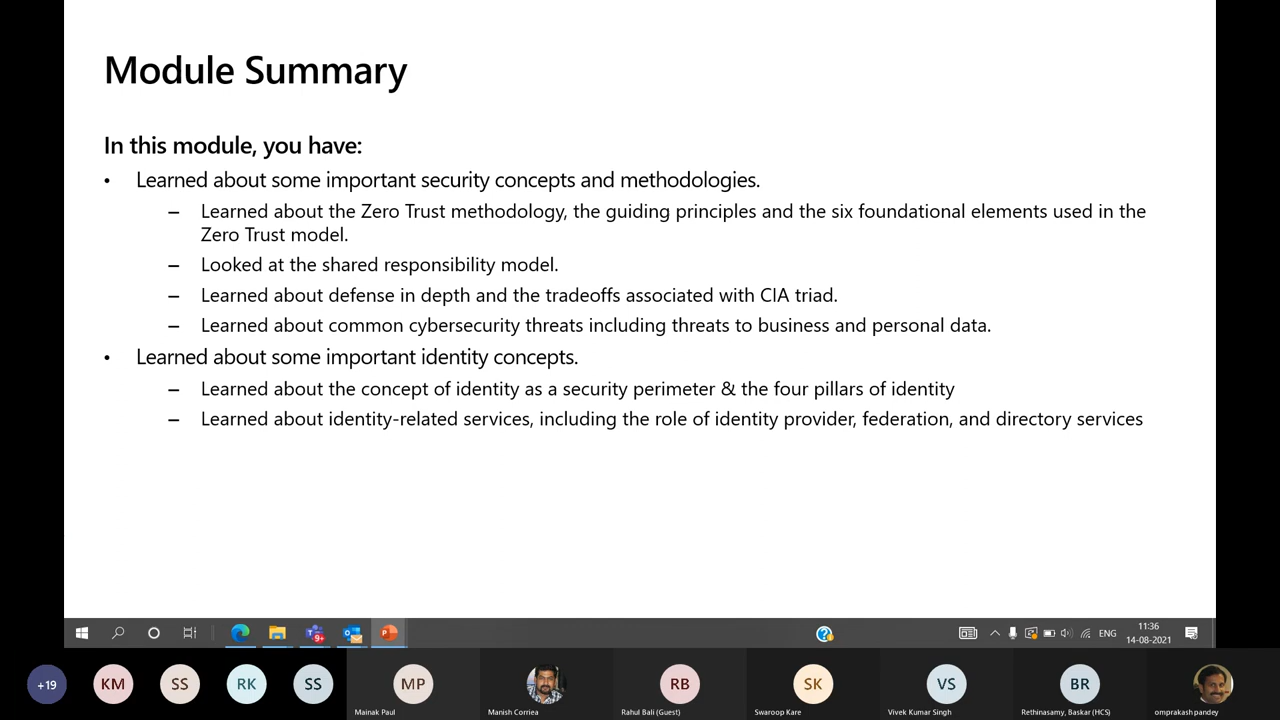 Module Summary
In this module, you have:
• Learned about some important security concepts and methodologies.
– Learned about the Zero Trust methodology, the guiding principles and the six foundational elements used in the
Zero Trust model.
– Looked at the shared responsibility model.
– Learned about defense in depth and the tradeoffs associated with CIA triad.
– Learned about common cybersecurity threats including threats to business and personal data.
• Learned about some important identity concepts.
– Learned about the concept of identity as a security perimeter & the four pillars of identity
– Learned about identity-related services, including the role of identity provider, federation, and directory services
9+
ENG
11:36
14-08-2021
+19
KM
SS
RK
SS
MP
RB
SK
VS
BR
Mainak Paul
Manish Corriea
Rahul Bali (Guest)
Swaroop Kare
Vivek Kumar Singh
Rethinasamy, Baskar (HCS)
omprakash pandey